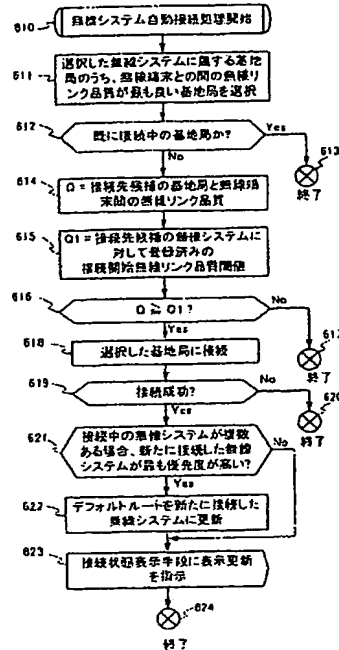 610
無線システム自動接続処理開始
611
選択した無線システムに属する基地
局のうち、無線端末との間の無線リ
ンク品質が最も良い基地局を選択
612
既に接続中の基地局か?
Yes
No
613
終了
614
Q=接続先候補の基地局と無線端
末間の無線リンク品質
615
Q1=接続先候補の無線システムに
対して登録済みの
接続開始無線リンク品質閾値
616
Q ≧ Q1?
No
Yes
617
終了
618
選択した基地局に接続
619
接続成功?
No
Yes
620
終了
621
接続中の無線システムが複数
ある場合、新たに接続した無線
システムが最も優先度が高い?
No
Yes
622
デフォルトルートを新たに接続した
無線システムに更新
623
接続状態表示手段に表示更新
を指示
624
終了